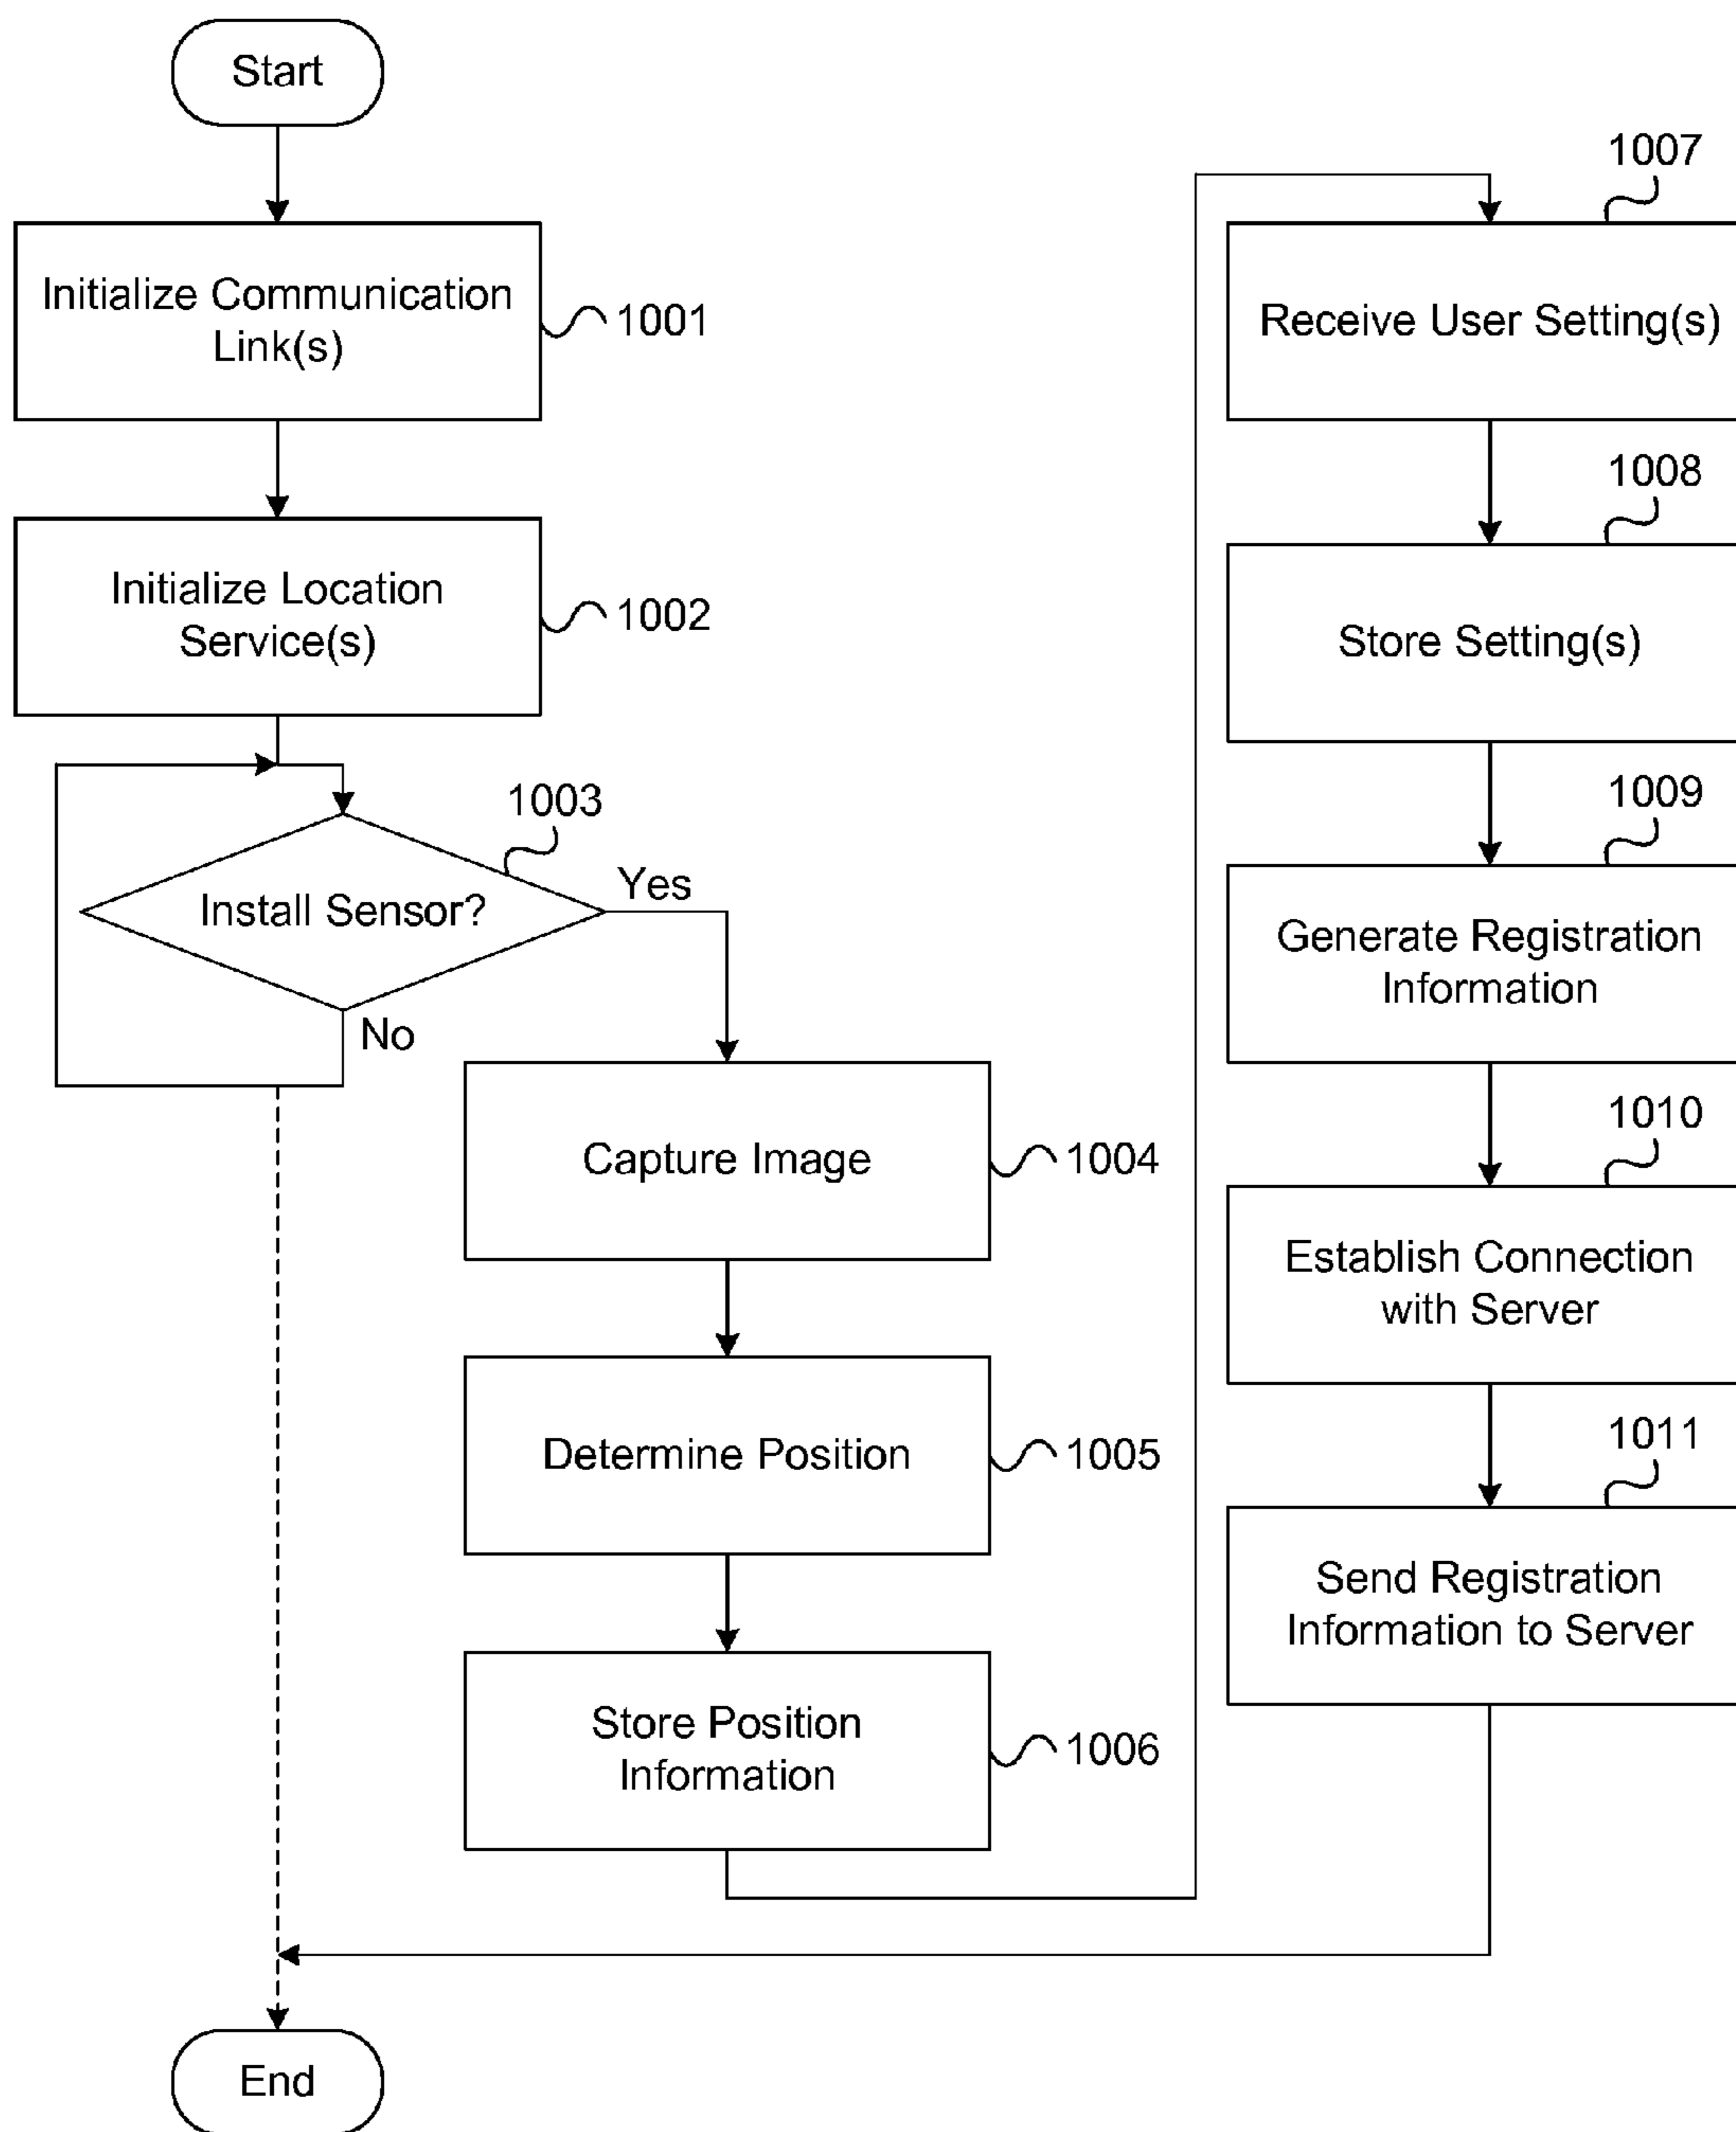 Start
Initialize Communication
Link(s)
1001
Initialize Location
Service(s)
1002
1003
Install Sensor?
Yes
No
Capture Image
1004
Determine Position
1005
Store Position
Information
1006
1007
Receive User Setting(s)
1008
Store Setting(s)
1009
Generate Registration
Information
1010
Establish Connection
with Server
1011
Send Registration
Information to Server
End